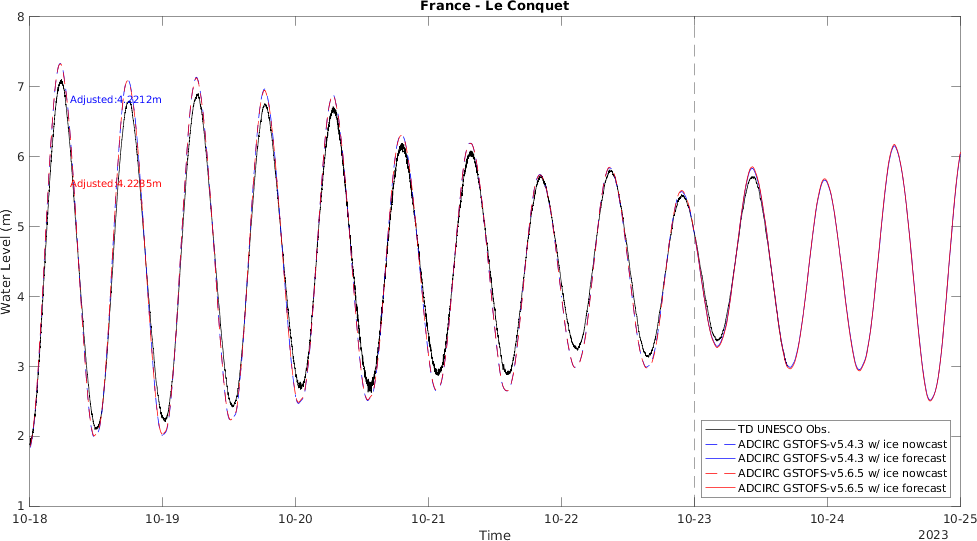 France - Le Conquet
8
7
6
5
4
3
2
1
Water Level (m)
Adjusted:4.2212m
Adjusted:4.2235m
10-18
10-19
10-20
10-21
10-22
10-23
10-24
10-25
Time
2023
TD UNESCO Obs.
ADCIRC GSTOFS-v5.4.3 w/ ice nowcast
ADCIRC GSTOFS-v5.4.3 w/ ice forecast
ADCIRC GSTOFS-v5.6.5 w/ ice nowcast
ADCIRC GSTOFS-v5.6.5 w/ ice forecast